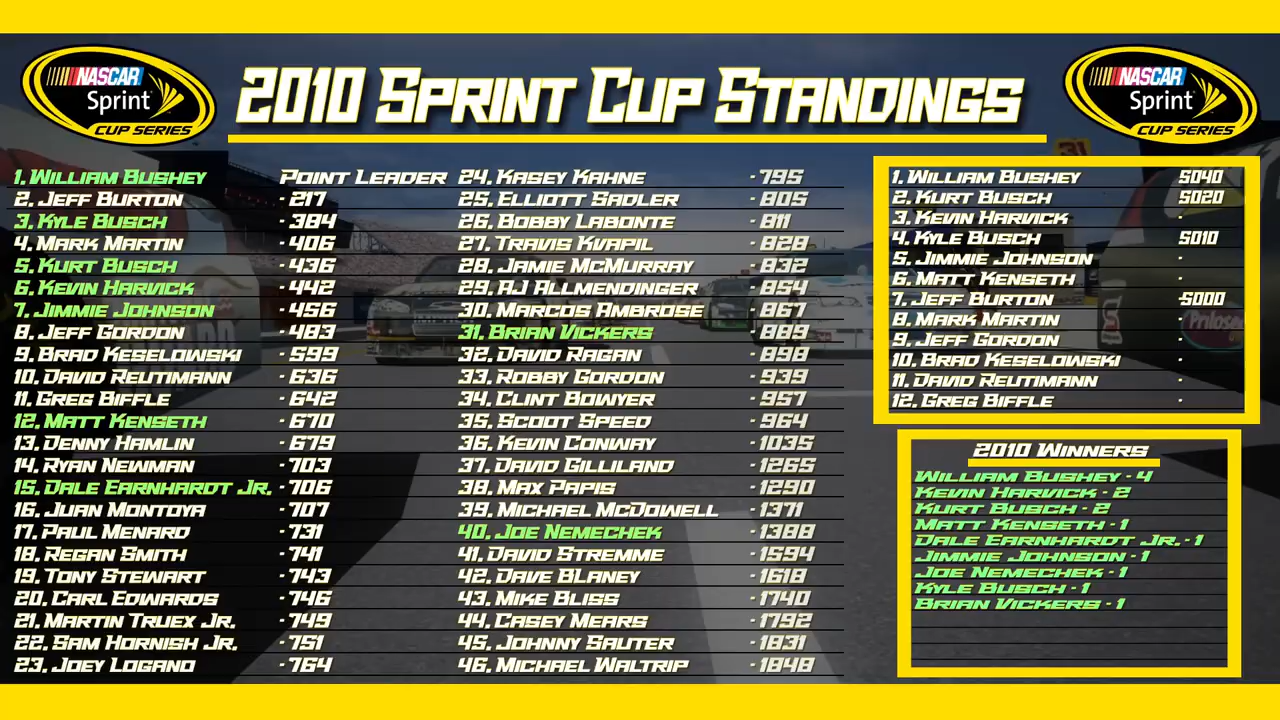 NASCAR
Sprint
CUP SERIES
2010 Sprint Cup Standings
NASCAR
Sprint
CUP SERIES
1. William Bushey Point Leader
2. Jeff Burton -217
3. Kyle Busch -384
4. Mark Martin -406
5. Kurt Busch -436
6. Kevin Harvick -442
7. Jimmie Johnson -456
8. Jeff Gordon -483
9. Brad Keselowski -599
10. David Reutimann -636
11. Greg Biffle -642
12. Matt Kenseth -670
13. Denny Hamlin -679
14. Ryan Newman -703
15. Dale Earnhardt Jr. -706
16. Juan Montoya -707
17. Paul Menard -731
18. Regan Smith -741
19. Tony Stewart -743
20. Carl Edwards -746
21. Martin Truex Jr. -749
22. Sam Hornish Jr. -751
23. Joey Logano -764
24. Kasey Kahne -795
25. Elliott Sadler -805
26. Bobby Labonte -811
27. Travis Kvapil -828
28. Jamie McMurray -832
29. AJ Allmendinger -854
30. Marcos Ambrose -867
31. Brian Vickers -889
32. David Ragan -898
33. Robby Gordon -939
34. Clint Bowyer -957
35. Scoot Speed -964
36. Kevin Conway -1035
37. David Gilliland -1265
38. Max Papis -1290
39. Michael McDowell -1371
40. Joe Nemechek -1388
41. David Stremme -1594
42. Dave Blaney -1618
43. Mike Bliss -1740
44. Casey Mears -1792
45. Johnny Sauter -1831
46. Michael Waltrip -1848
31
1. William Bushey 5040
2. Kurt Busch 5020
3. Kevin Harvick -
4. Kyle Busch 5010
5. Jimmie Johnson -
6. Matt Kenseth -
7. Jeff Burton 5000
8. Mark Martin -
9. Jeff Gordon -
10. Brad Keselowski -
11. David Reutimann -
12. Greg Biffle -
2010 Winners
William Bushey - 4
Kevin Harvick - 2
Kurt Busch - 2
Matt Kenseth - 1
Dale Earnhardt Jr. - 1
Jimmie Johnson - 1
Joe Nemechek - 1
Kyle Busch - 1
Brian Vickers - 1